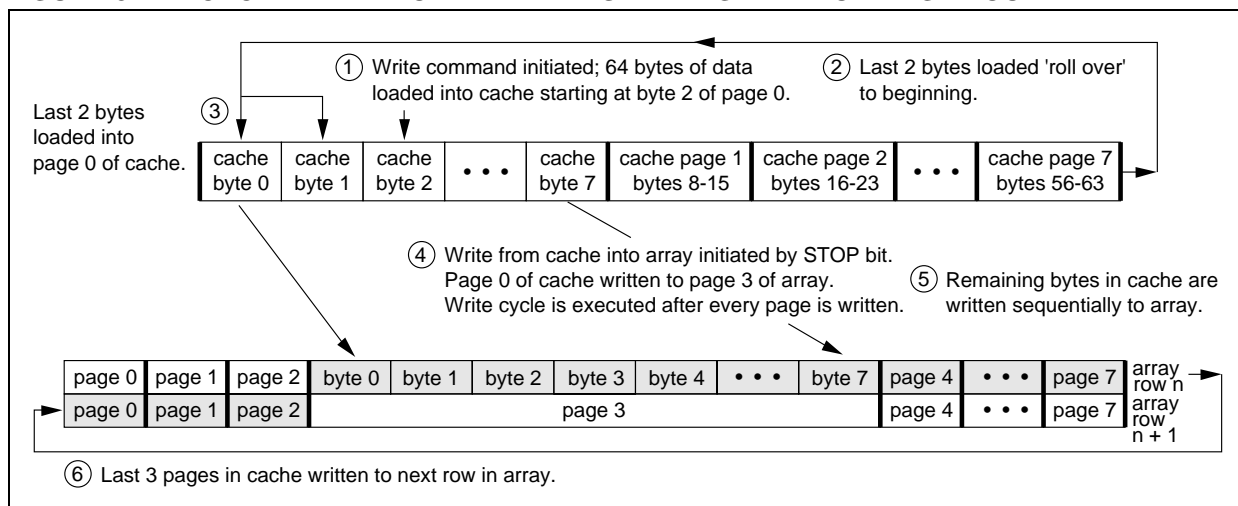 ① Write command initiated; 64 bytes of data
loaded into cache starting at byte 2 of page 0.
② Last 2 bytes loaded 'roll over'
to beginning.
③ Last 2 bytes
loaded into
page 0 of cache.
cache byte 0 cache byte 1 cache byte 2 • • • cache byte 7 cache page 1 bytes 8-15 cache page 2 bytes 16-23 • • • cache page 7 bytes 56-63
④ Write from cache into array initiated by STOP bit.
Page 0 of cache written to page 3 of array.
Write cycle is executed after every page is written.
⑤ Remaining bytes in cache are
written sequentially to array.
page 0 page 1 page 2 byte 0 byte 1 byte 2 byte 3 byte 4 • • • byte 7 page 4 • • • page 7 array row n
page 0 page 1 page 2 page 3 page 4 • • • page 7 array row n + 1
⑥ Last 3 pages in cache written to next row in array.